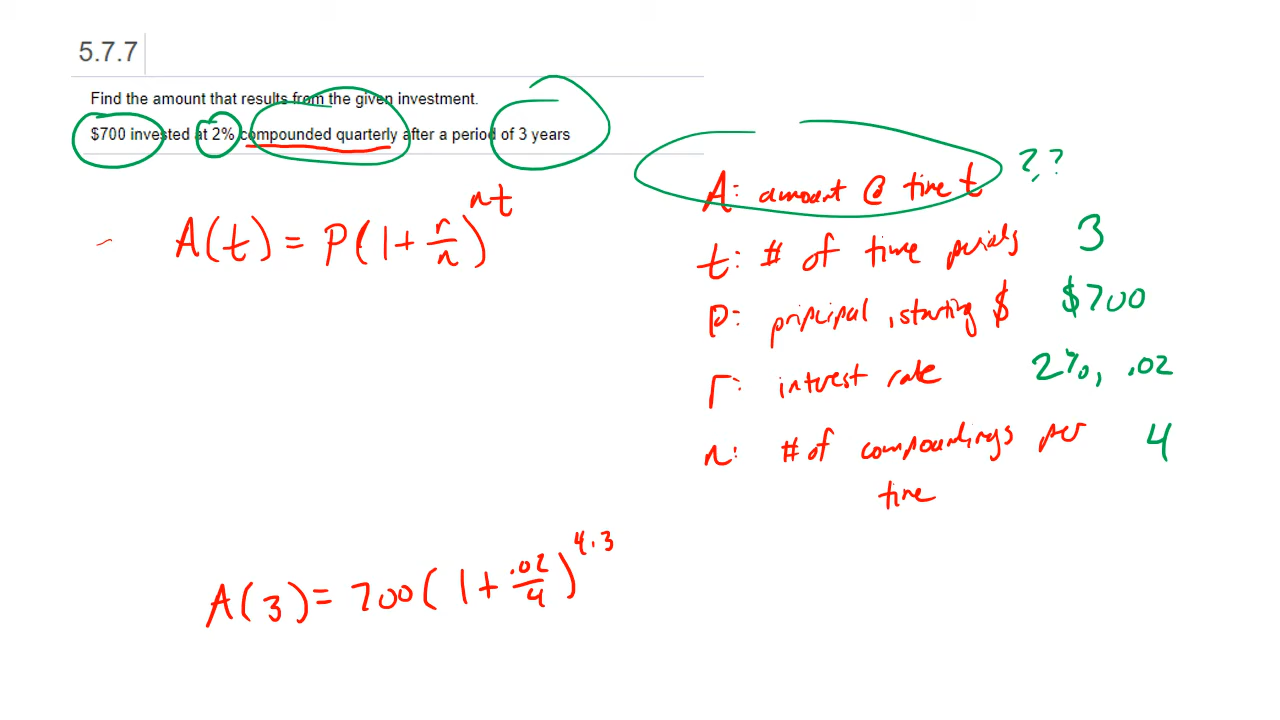 5.7.7
Find the amount that results from the given investment.
$700 invested at 2% compounded quarterly after a period of 3 years
A: amount @ time t ??
A(t) = P(1 + r/n)^nt
t: # of time periods 3
P: principal, starting $ $700
r: interest rate 2%, .02
n: # of compoundings per 4
time
A(3) = 700(1 + .02/4)^4·3